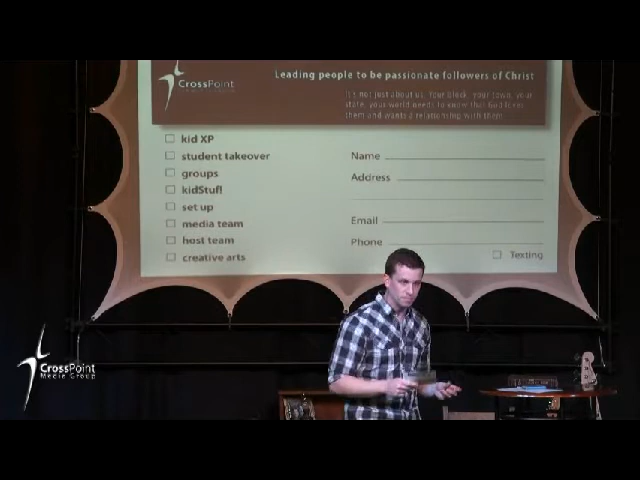 CrossPoint
Leading people to be passionate followers of Christ
It's not just about us. Your block, your town, your
state, your world needs to know that God loves
them and wants a relationship with them.
kid XP
student takeover
groups
kidStuf!
set up
media team
host team
creative arts
Name
Address
Email
Phone
Texting
CrossPoint
Media Group